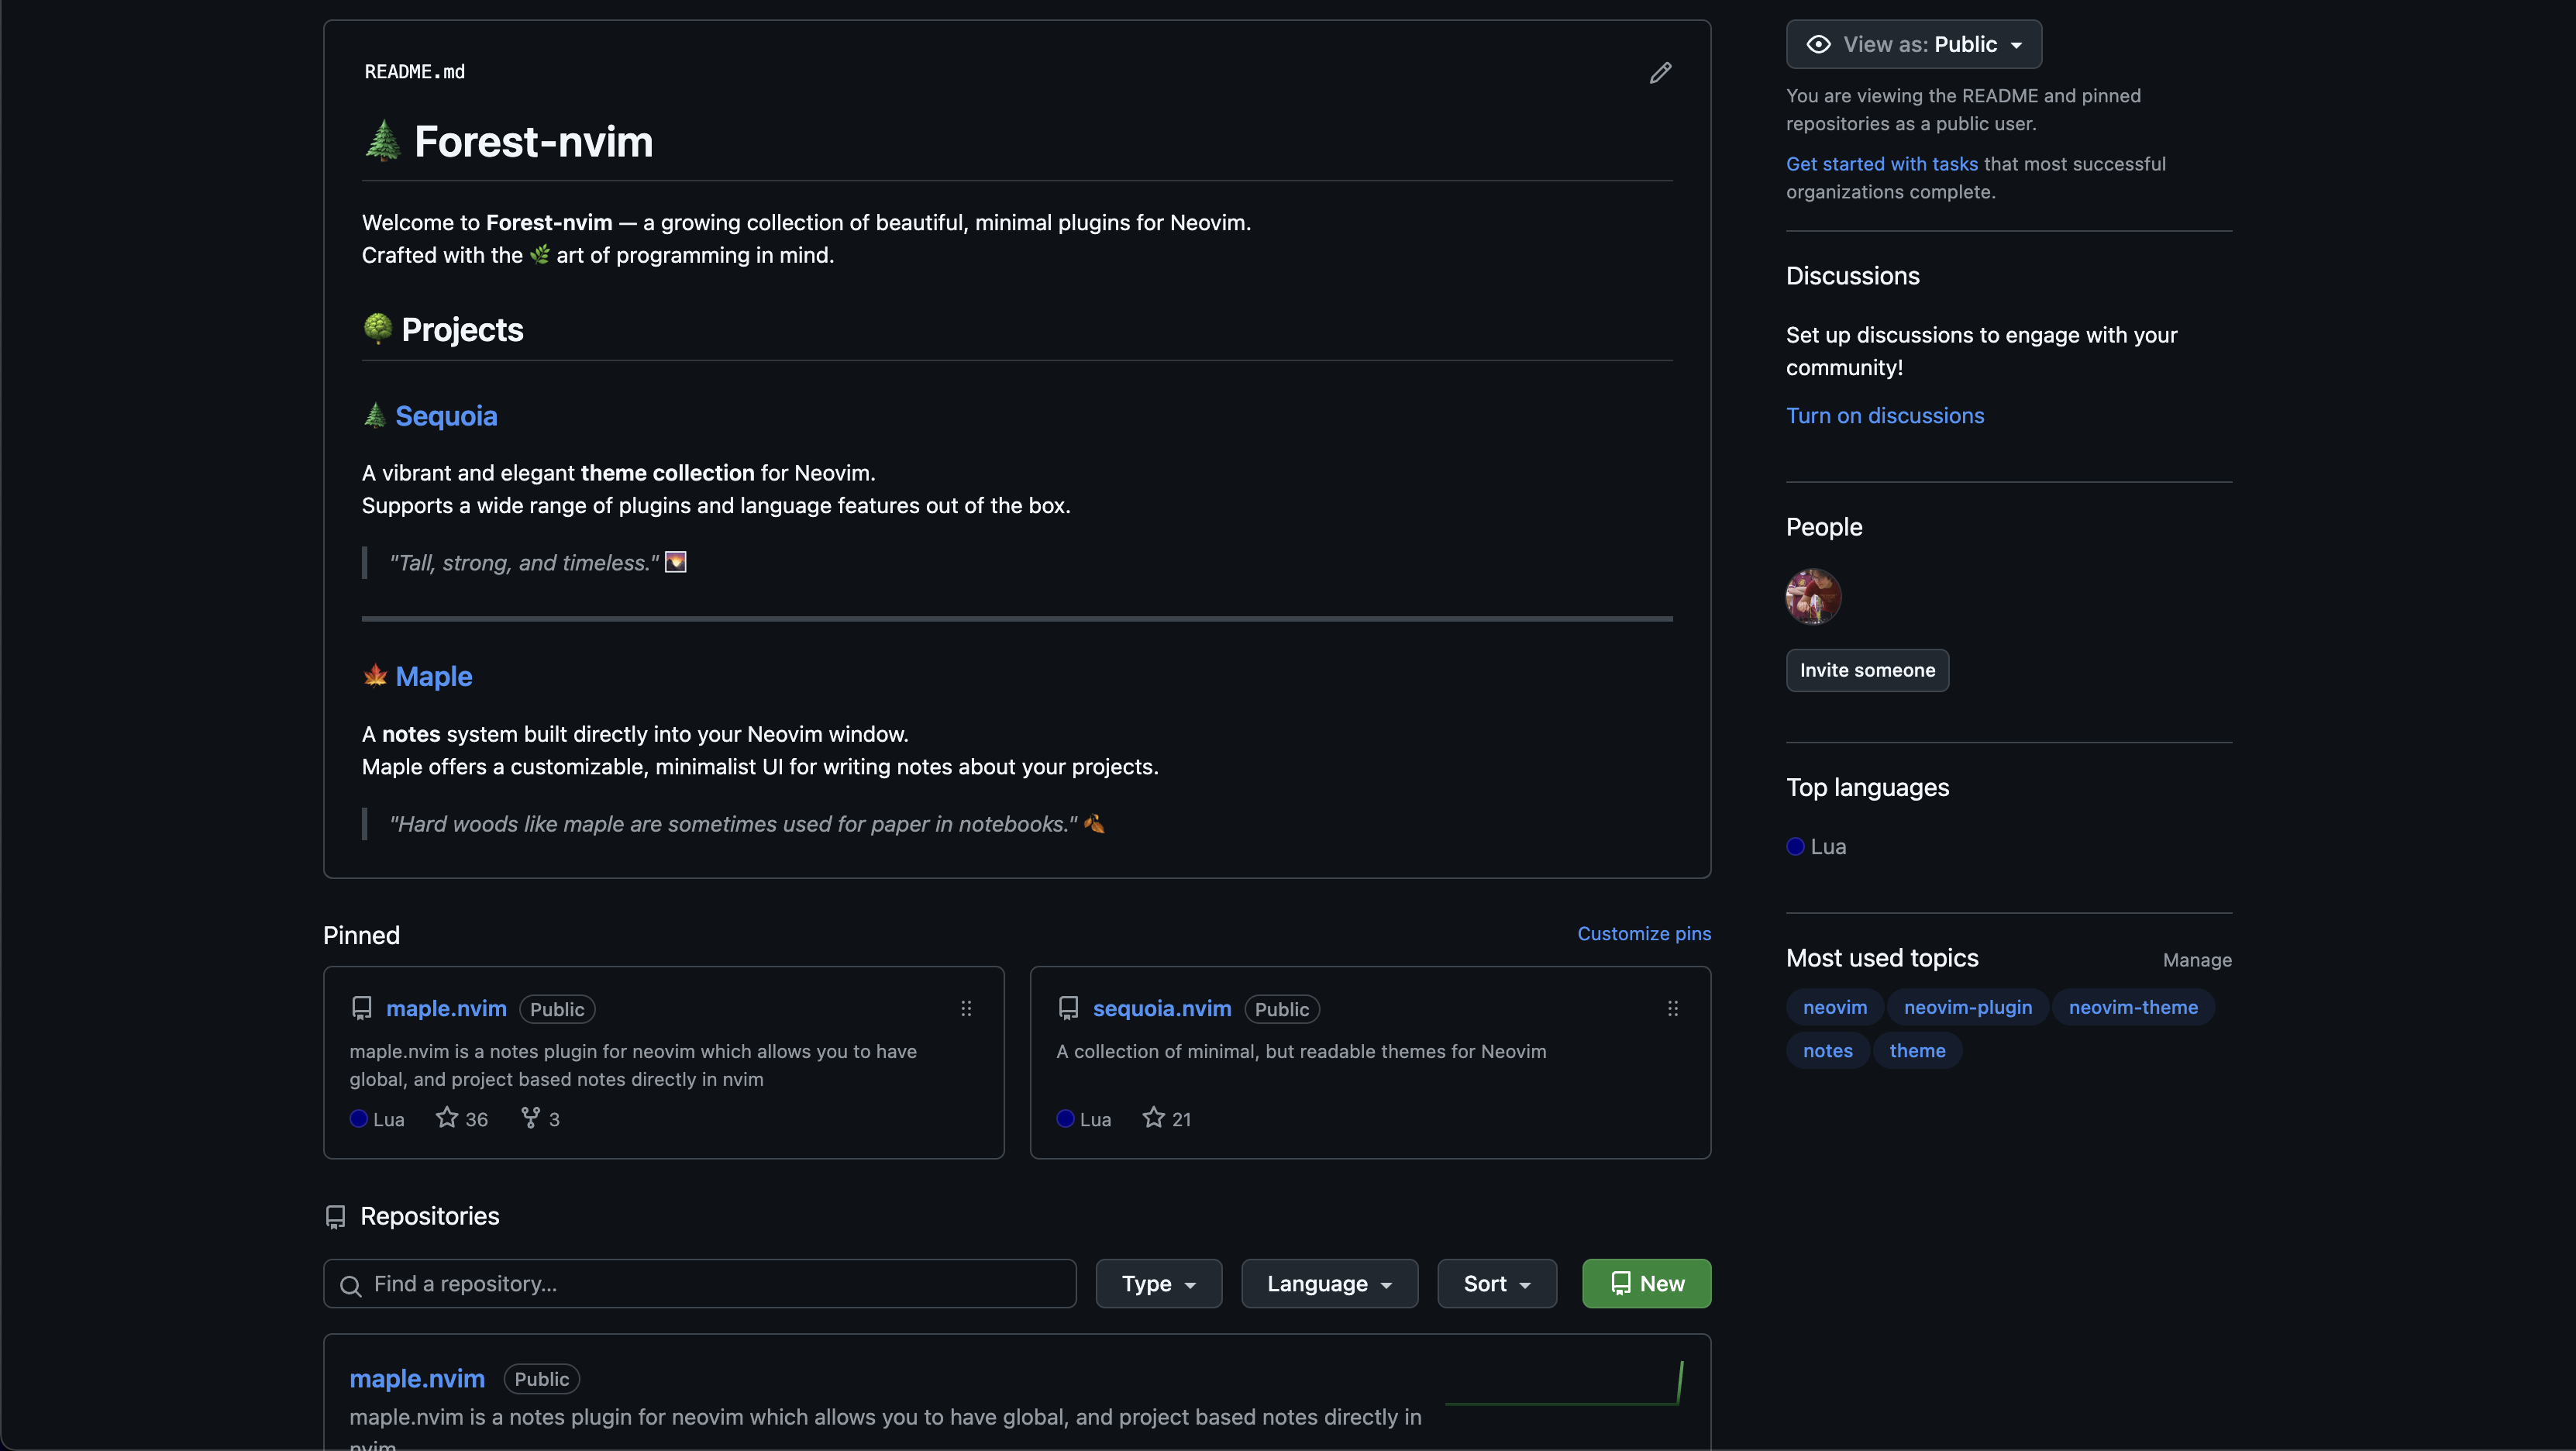 README.md
🌲 Forest-nvim
Welcome to Forest-nvim — a growing collection of beautiful, minimal plugins for Neovim.
Crafted with the 🌿 art of programming in mind.
🌳 Projects
🌲 Sequoia
A vibrant and elegant theme collection for Neovim.
Supports a wide range of plugins and language features out of the box.
"Tall, strong, and timeless." 🌄
🍁 Maple
A notes system built directly into your Neovim window.
Maple offers a customizable, minimalist UI for writing notes about your projects.
"Hard woods like maple are sometimes used for paper in notebooks." 🍂
Pinned
Customize pins
maple.nvim Public
maple.nvim is a notes plugin for neovim which allows you to have
global, and project based notes directly in nvim
Lua 36 3
sequoia.nvim Public
A collection of minimal, but readable themes for Neovim
Lua 21
Repositories
Find a repository...
Type
Language
Sort
New
maple.nvim Public
maple.nvim is a notes plugin for neovim which allows you to have global, and project based notes directly in
nvim
View as: Public
You are viewing the README and pinned
repositories as a public user.
Get started with tasks that most successful
organizations complete.
Discussions
Set up discussions to engage with your
community!
Turn on discussions
People
Invite someone
Top languages
Lua
Most used topics
Manage
neovim neovim-plugin neovim-theme
notes theme